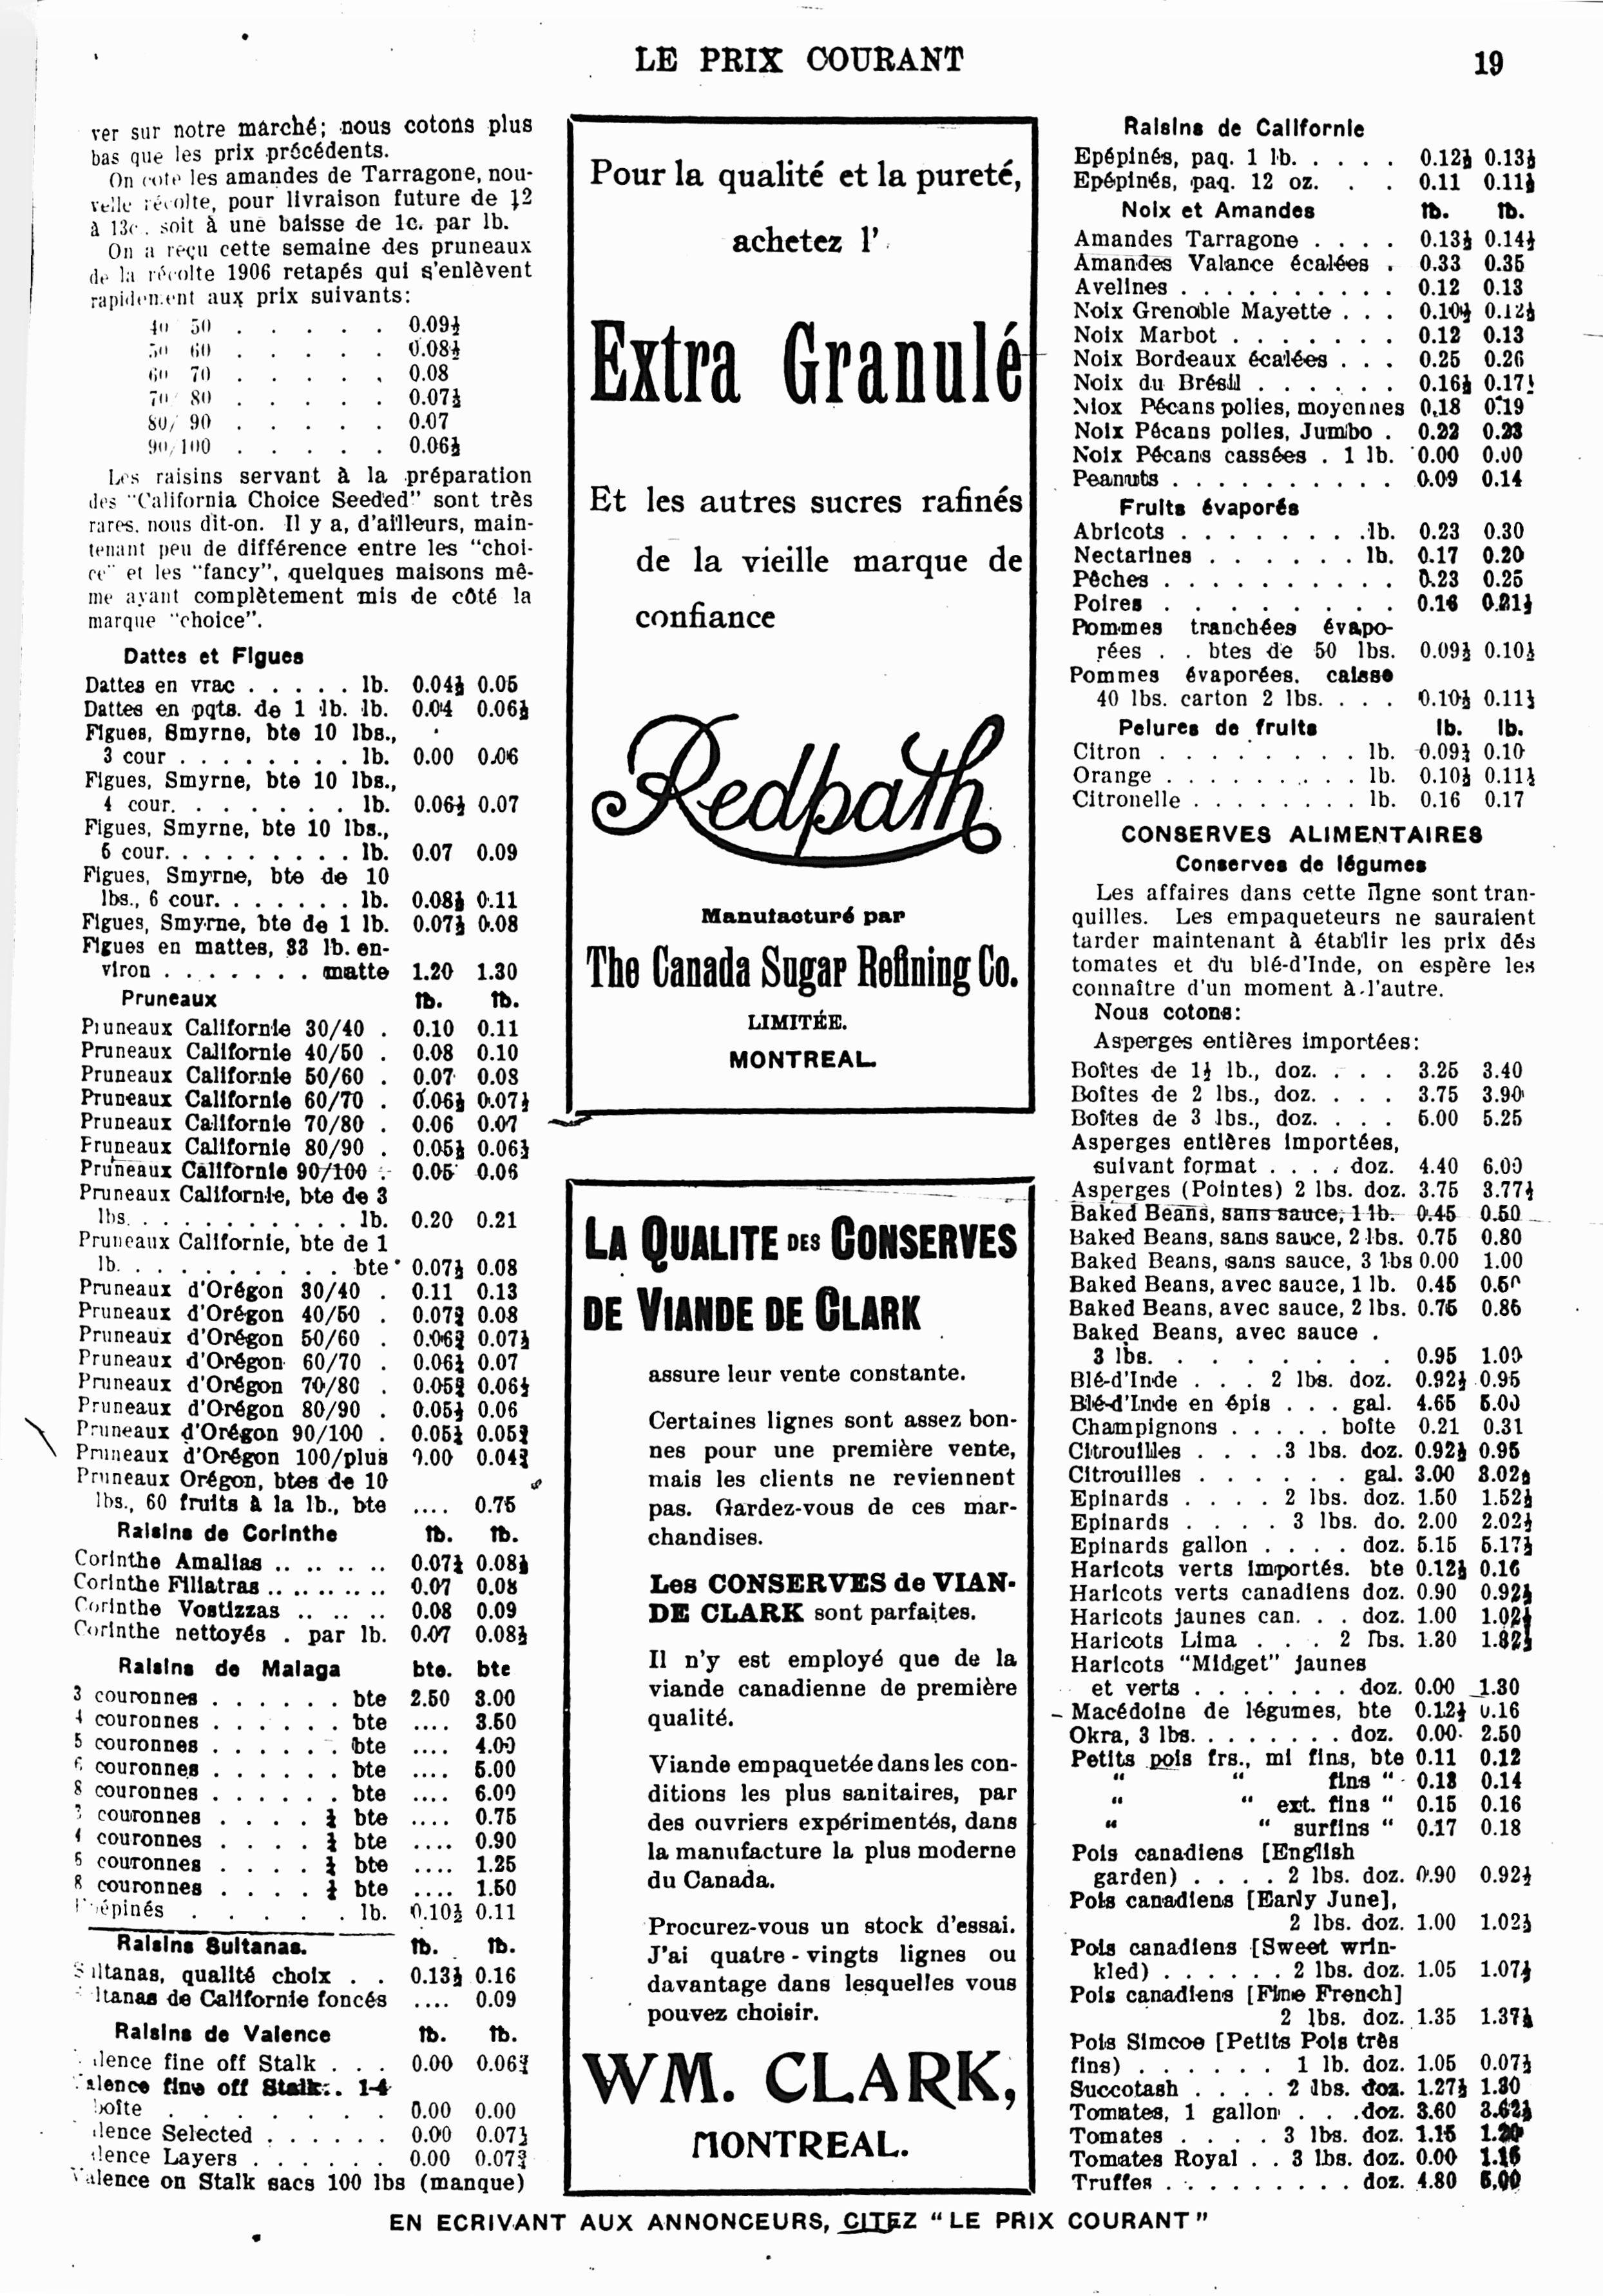 LE PRIX COURANT
19
ver sur notre marché; nous cotons plus
bas que les prix précédents.
On cote les amandes de Tarragone, nou-
velle récolte, pour livraison future de 12
à 13c. soit à une baisse de 1c. par lb.
On a reçu cette semaine des pruneaux
de la récolte 1906 retapés qui s'enlèvent
rapidement aux prix suivants:
40 50 . . . . . 0.09½
50 60 . . . . . 0.08½
60 70 . . . . . 0.08
70/ 80 . . . . . 0.07½
80/ 90 . . . . . 0.07
90/100 . . . . . 0.06½
Les raisins servant à la préparation
des "California Choice Seeded" sont très
rares, nous dit-on. Il y a, d'ailleurs, main-
tenant peu de différence entre les "choi-
ce" et les "fancy", quelques maisons mê-
me ayant complètement mis de côté la
marque "choice".
Dattes et Figues
Dattes en vrac . . . . . lb. 0.04½ 0.05
Dattes en pqts. de 1 lb. lb. 0.04 0.06½
Figues, Smyrne, bte 10 lbs.,
3 cour . . . . . . . . lb. 0.00 0.06
Figues, Smyrne, bte 10 lbs.,
4 cour. . . . . . . . lb. 0.06½ 0.07
Figues, Smyrne, bte 10 lbs.,
6 cour. . . . . . . . . lb. 0.07 0.09
Figues, Smyrne, bte de 10
lbs., 6 cour. . . . . . . lb. 0.08½ 0.11
Figues, Smyrne, bte de 1 lb. 0.07½ 0.08
Figues en mattes, 33 lb. en-
viron . . . . . . . matte 1.20 1.30
Pruneaux lb. lb.
Pruneaux Californie 30/40 . 0.10 0.11
Pruneaux Californie 40/50 . 0.08 0.10
Pruneaux Californie 50/60 . 0.07 0.08
Pruneaux Californie 60/70 . 0.06½ 0.07½
Pruneaux Californie 70/80 . 0.06 0.07
Pruneaux Californie 80/90 . 0.05½ 0.06½
Pruneaux Californie 90/100 . 0.05 0.06
Pruneaux Californie, bte de 3
lbs. . . . . . . . . . . lb. 0.20 0.21
Pruneaux Californie, bte de 1
lb. . . . . . . . . . . bte 0.07½ 0.08
Pruneaux d'Orégon 30/40 . 0.11 0.13
Pruneaux d'Orégon 40/50 . 0.07¾ 0.08
Pruneaux d'Orégon 50/60 . 0.06¾ 0.07½
Pruneaux d'Orégon 60/70 . 0.06½ 0.07
Pruneaux d'Orégon 70/80 . 0.05¾ 0.06½
Pruneaux d'Orégon 80/90 . 0.05½ 0.06
Pruneaux d'Orégon 90/100 . 0.05¼ 0.05¾
Pruneaux d'Orégon 100/plus 0.00 0.04¾
Pruneaux Orégon, btes de 10
lbs., 60 fruits à la lb., bte .... 0.75
Raisins de Corinthe lb. lb.
Corinthe Amalias .. .. .. .. 0.07½ 0.08½
Corinthe Filiatras .. .. .. .. 0.07 0.08
Corinthe Vostizzas .. .. .. 0.08 0.09
Corinthe nettoyés . par lb. 0.07 0.08½
Raisins de Malaga bte. bte
3 couronnes . . . . . . bte 2.50 3.00
4 couronnes . . . . . . bte .... 3.50
5 couronnes . . . . . . bte .... 4.00
6 couronnes . . . . . . bte .... 5.00
8 couronnes . . . . . . bte .... 6.00
3 couronnes . . . . ¼ bte .... 0.75
4 couronnes . . . . ¼ bte .... 0.90
6 couronnes . . . . ¼ bte .... 1.25
8 couronnes . . . . ¼ bte .... 1.50
Epépinés . . . . . lb. 0.10½ 0.11
Raisins Sultanas. lb. lb.
Sultanas, qualité choix . . 0.13½ 0.16
ltanas de Californie foncés .... 0.09
Raisins de Valence lb. lb.
lence fine off Stalk . . . 0.00 0.06¾
alence fine off Stalk.. 1-4
boîte . . . . . . . . 0.00 0.00
lence Selected . . . . . . 0.00 0.07½
lence Layers . . . . . . 0.00 0.07¾
Valence on Stalk sacs 100 lbs (manque)
Pour la qualité et la pureté,
achetez l'
Extra Granulé
Et les autres sucres rafinés
de la vieille marque de
confiance
Redpath
Manufacturé par
The Canada Sugar Refining Co.
LIMITÉE.
MONTREAL.
LA QUALITE DES CONSERVES
DE VIANDE DE CLARK
assure leur vente constante.
Certaines lignes sont assez bon-
nes pour une première vente,
mais les clients ne reviennent
pas. Gardez-vous de ces mar-
chandises.
Les CONSERVES de VIAN-
DE CLARK sont parfaites.
Il n'y est employé que de la
viande canadienne de première
qualité.
Viande empaquetée dans les con-
ditions les plus sanitaires, par
des ouvriers expérimentés, dans
la manufacture la plus moderne
du Canada.
Procurez-vous un stock d'essai.
J'ai quatre-vingts lignes ou
davantage dans lesquelles vous
pouvez choisir.
WM. CLARK,
MONTREAL.
Raisins de Californie
Epépinés, paq. 1 lb. . . . . . 0.12½ 0.13½
Epépinés, paq. 12 oz. . . 0.11 0.11½
Noix et Amandes lb. lb.
Amandes Tarragone . . . . 0.13½ 0.14½
Amandes Valance écalées . 0.33 0.35
Avelines . . . . . . . . . . 0.12 0.13
Noix Grenoble Mayette . . . 0.10½ 0.12½
Noix Marbot . . . . . . . 0.12 0.13
Noix Bordeaux écalées . . . 0.25 0.26
Noix du Brésil . . . . . . 0.16½ 0.17½
Niox Pécans polies, moyennes 0.18 0.19
Noix Pécans polies, Jumbo . 0.22 0.23
Noix Pécans cassées . 1 lb. 0.00 0.00
Peanuts . . . . . . . . . . 0.09 0.14
Fruits évaporés
Abricots . . . . . . . . .lb. 0.23 0.30
Nectarines . . . . . . lb. 0.17 0.20
Pêches . . . . . . . . . . 0.23 0.25
Poires . . . . . . . . . 0.16 0.21½
Pommes tranchées évapo-
rées . . btes de 50 lbs. 0.09½ 0.10½
Pommes évaporées, caisse
40 lbs. carton 2 lbs. . . . 0.10½ 0.11½
Pelures de fruits lb. lb.
Citron . . . . . . . . . lb. 0.09½ 0.10
Orange . . . . . . . . . lb. 0.10½ 0.11½
Citronelle . . . . . . . . lb. 0.16 0.17
CONSERVES ALIMENTAIRES
Conserves de légumes
Les affaires dans cette ligne sont tran-
quilles. Les empaqueteurs ne sauraient
tarder maintenant à établir les prix dés
tomates et du blé-d'Inde, on espère les
connaître d'un moment à l'autre.
Nous cotons:
Asperges entières importées:
Boîtes de 1½ lb., doz. . . . 3.25 3.40
Boîtes de 2 lbs., doz. . . . 3.75 3.90
Boîtes de 3 lbs., doz. . . . 5.00 5.25
Asperges entières importées,
suivant format . . . . doz. 4.40 6.00
Asperges (Pointes) 2 lbs. doz. 3.75 3.77½
Baked Beans, sans sauce, 1 lb. 0.45 0.50
Baked Beans, sans sauce, 2 lbs. 0.75 0.80
Baked Beans, sans sauce, 3 lbs 0.00 1.00
Baked Beans, avec sauce, 1 lb. 0.45 0.50
Baked Beans, avec sauce, 2 lbs. 0.75 0.85
Baked Beans, avec sauce .
3 lbs. . . . . . . . . 0.95 1.00
Blé-d'Inde . . . 2 lbs. doz. 0.92½ 0.95
Blé-d'Inde en épis . . . gal. 4.65 5.00
Champignons . . . . . boîte 0.21 0.31
Citrouilles . . . .3 lbs. doz. 0.92½ 0.95
Citrouilles . . . . . . gal. 3.00 3.02½
Epinards . . . . 2 lbs. doz. 1.50 1.52½
Epinards . . . . 3 lbs. do. 2.00 2.02½
Epinards gallon . . . . doz. 5.15 5.17½
Haricots verts importés. bte 0.12½ 0.16
Haricots verts canadiens doz. 0.90 0.92½
Haricots jaunes can. . . doz. 1.00 1.02½
Haricots Lima . . . 2 lbs. 1.30 1.32½
Haricots "Midget" jaunes
et verts . . . . . . . doz. 0.00 1.30
Macédoine de légumes, bte 0.12½ 0.16
Okra, 3 lbs. . . . . . . . doz. 0.00 2.50
Petits pois frs., mi fins, bte 0.11 0.12
" " fins " 0.13 0.14
" " ext. fins " 0.15 0.16
" " surfins " 0.17 0.18
Pois canadiens [English
garden) . . . . 2 lbs. doz. 0.90 0.92½
Pois canadiens [Early June],
2 lbs. doz. 1.00 1.02½
Pois canadiens [Sweet wrin-
kled) . . . . . . 2 lbs. doz. 1.05 1.07½
Pois canadiens [Fine French]
2 lbs. doz. 1.35 1.37½
Pois Simcoe [Petits Pois très
fins) . . . . . . 1 lb. doz. 1.05 0.07½
Succotash . . . . 2 lbs. doz. 1.27½ 1.30
Tomates, 1 gallon . . .doz. 3.60 3.62½
Tomates . . . . 3 lbs. doz. 1.15 1.20
Tomates Royal . . 3 lbs. doz. 0.00 1.15
Truffes . . . . . . . . . doz. 4.80 5.00
EN ECRIVANT AUX ANNONCEURS, CITEZ "LE PRIX COURANT"